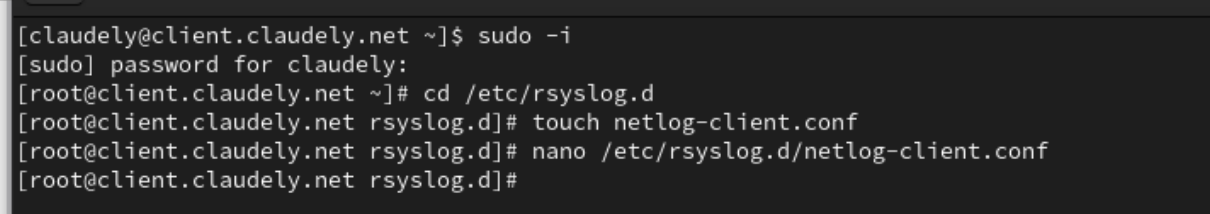 [claudely@client.claudely.net ~]$ sudo -i
[sudo] password for claudely:
[root@client.claudely.net ~]# cd /etc/rsyslog.d
[root@client.claudely.net rsyslog.d]# touch netlog-client.conf
[root@client.claudely.net rsyslog.d]# nano /etc/rsyslog.d/netlog-client.conf
[root@client.claudely.net rsyslog.d]#